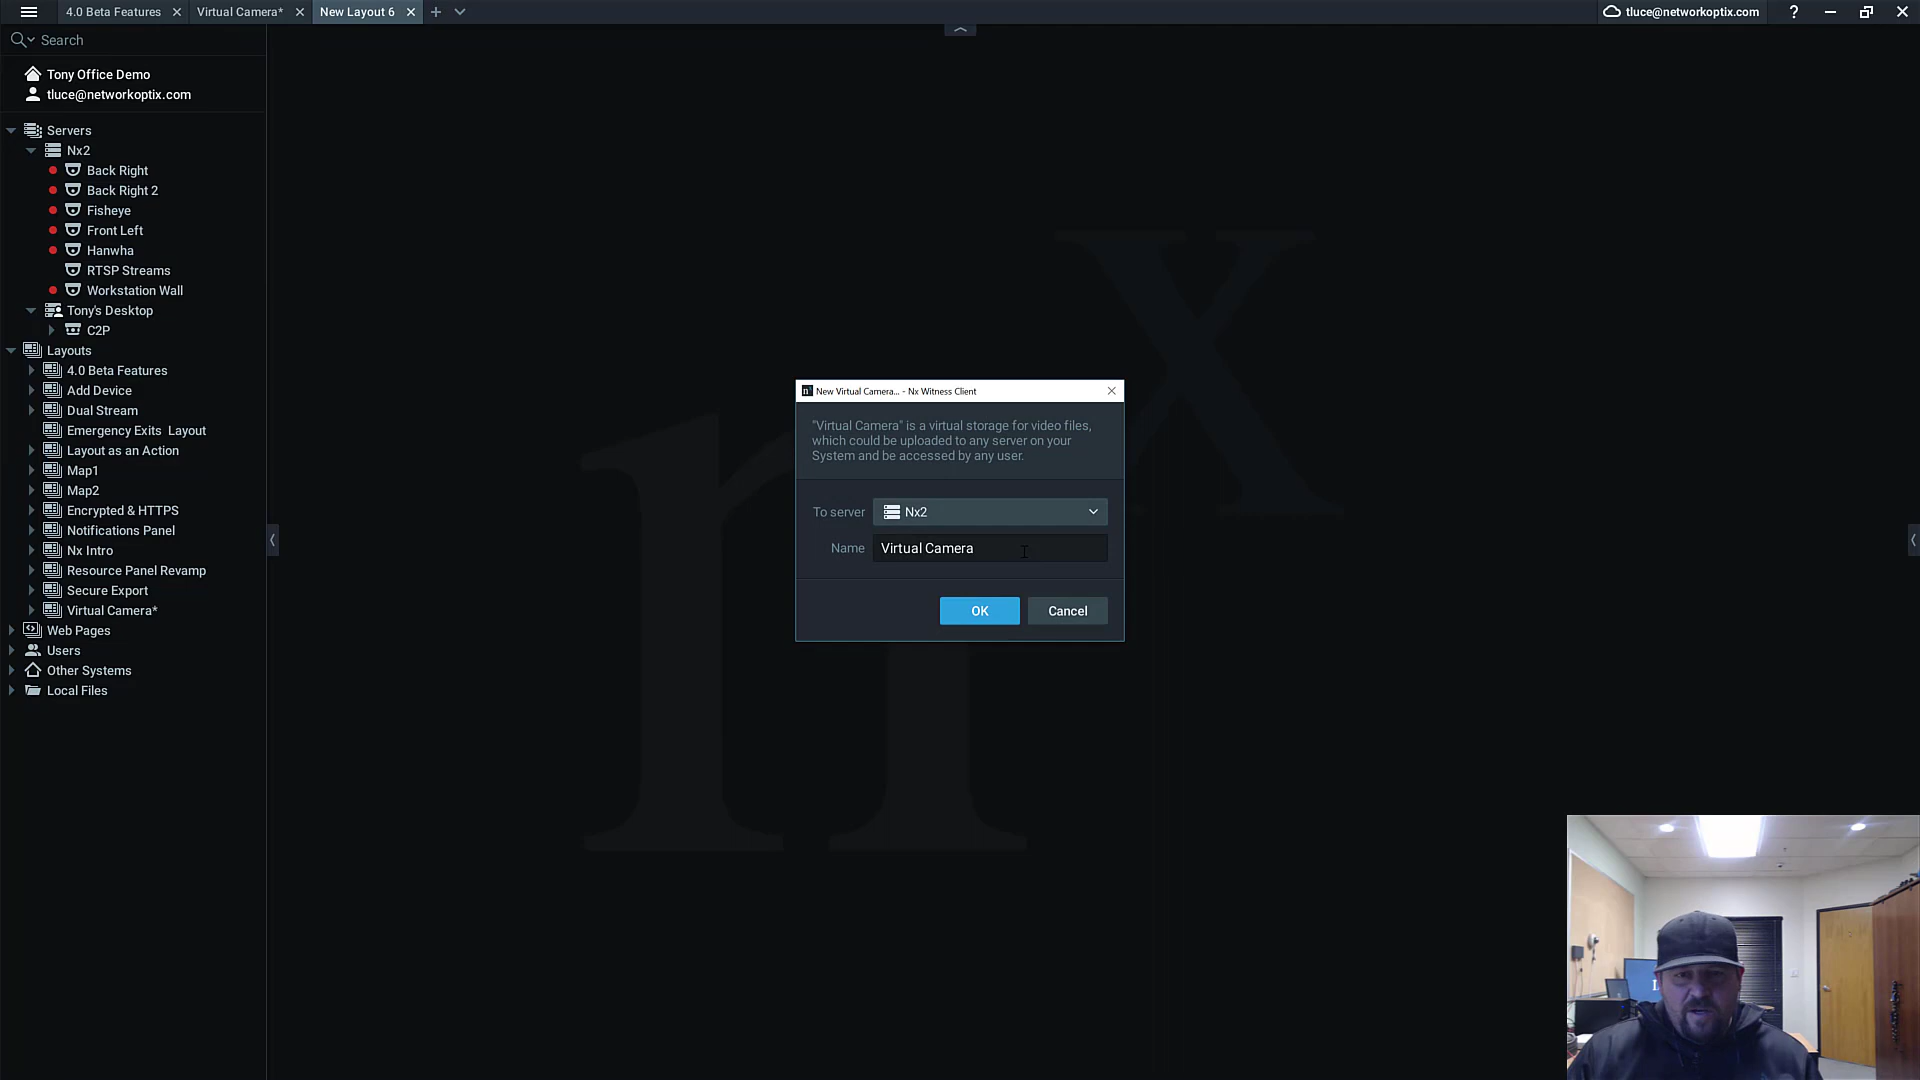 4.0 Beta Features
Virtual Camera*
New Layout 6
tluce@networkoptix.com
?
Search
Tony Office Demo
tluce@networkoptix.com
Servers
Nx2
Back Right
Back Right 2
Fisheye
Front Left
Hanwha
RTSP Streams
Workstation Wall
Tony's Desktop
C2P
Layouts
4.0 Beta Features
Add Device
Dual Stream
Emergency Exits Layout
Layout as an Action
Map1
Map2
Encrypted & HTTPS
Notifications Panel
Nx Intro
Resource Panel Revamp
Secure Export
Virtual Camera*
Web Pages
Users
Other Systems
Local Files
nx
New Virtual Camera... - Nx Witness Client
"Virtual Camera" is a virtual storage for video files,
which could be uploaded to any server on your
System and be accessed by any user.
To server Nx2
Name Virtual Camera
OK Cancel